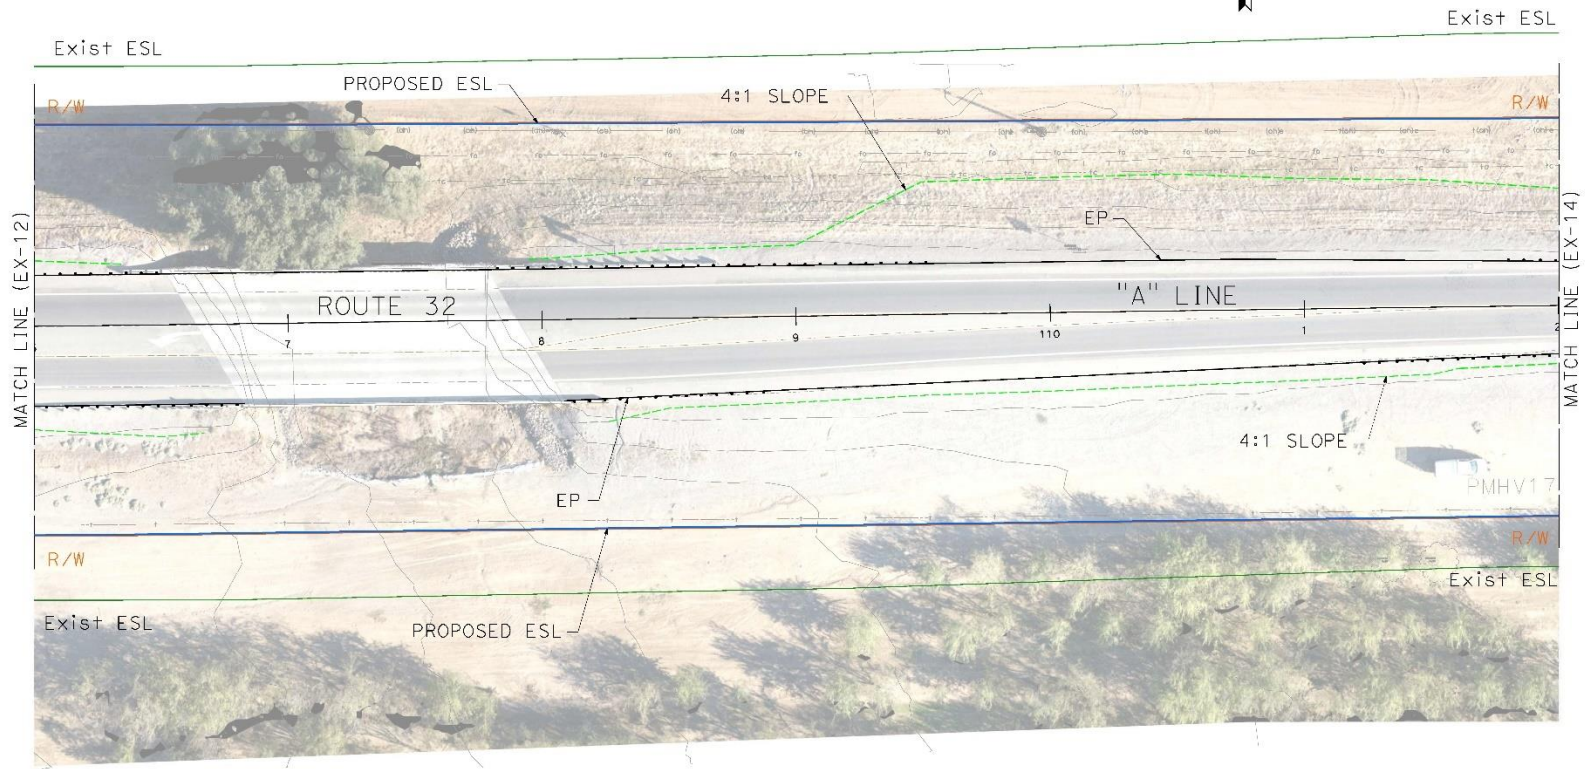 Exist ESL
Exist ESL
PROPOSED ESL
4:1 SLOPE
R/W
R/W
EP
MATCH LINE (EX-12)
MATCH LINE (EX-14)
ROUTE 32
"A" LINE
7
8
9
110
1
2
4:1 SLOPE
EP
PMHV17
R/W
R/W
Exist ESL
Exist ESL
PROPOSED ESL